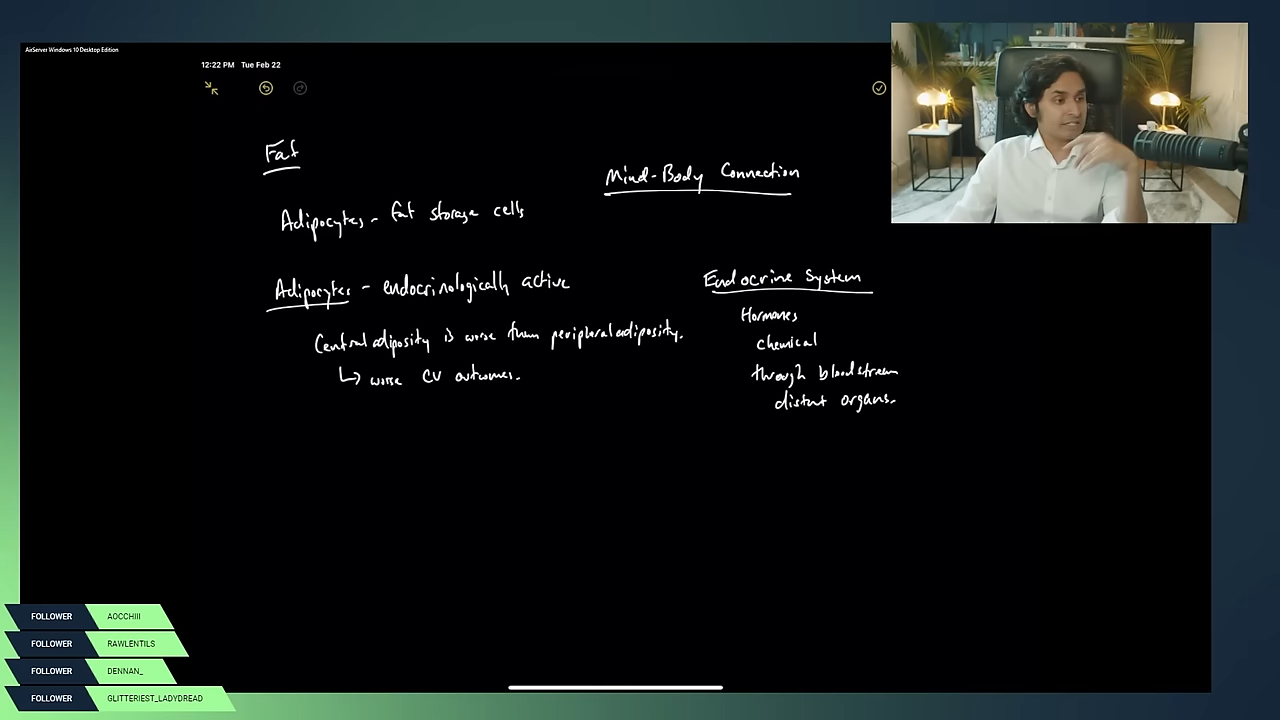 AirServer Windows 10 Desktop Edition
12:22 PM Tue Feb 22
Fat
Mind-Body Connection
Adipocytes - fat storage cells
Adipocytes - endocrinologically active
Central adiposity is worse than peripheral adiposity.
↳ worse CV outcomes.
Endocrine System
Hormones
chemical
through bloodstream
distant organs.
FOLLOWER AOCCHIII
FOLLOWER RAWLENTILS
FOLLOWER DENNAN_
FOLLOWER GLITTERIEST_LADYDREAD